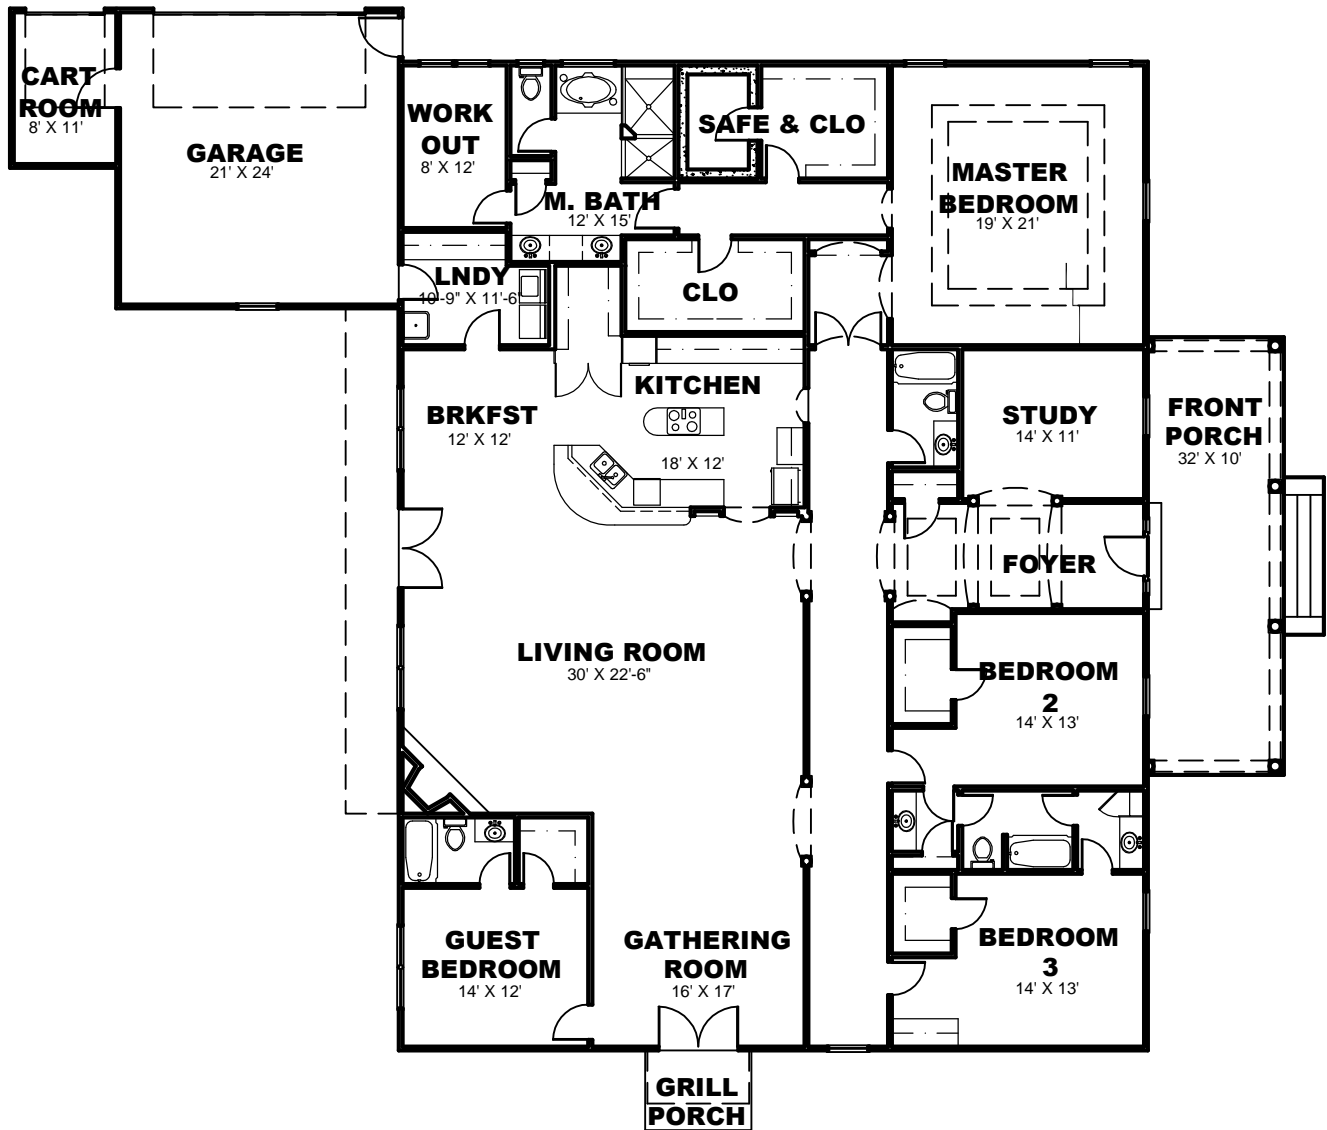 CART
ROOM
8' X 11'
GARAGE
21' X 24'
WORK
OUT
8' X 12'
M. BATH
12' X 15'
SAFE & CLO
MASTER
BEDROOM
19' X 21'
LNDY
10'-9" X 11'-6"
CLO
KITCHEN
18' X 12'
BRKFST
12' X 12'
STUDY
14' X 11'
FRONT
PORCH
32' X 10'
FOYER
LIVING ROOM
30' X 22'-6"
BEDROOM
2
14' X 13'
GUEST
BEDROOM
14' X 12'
GATHERING
ROOM
16' X 17'
BEDROOM
3
14' X 13'
GRILL
PORCH